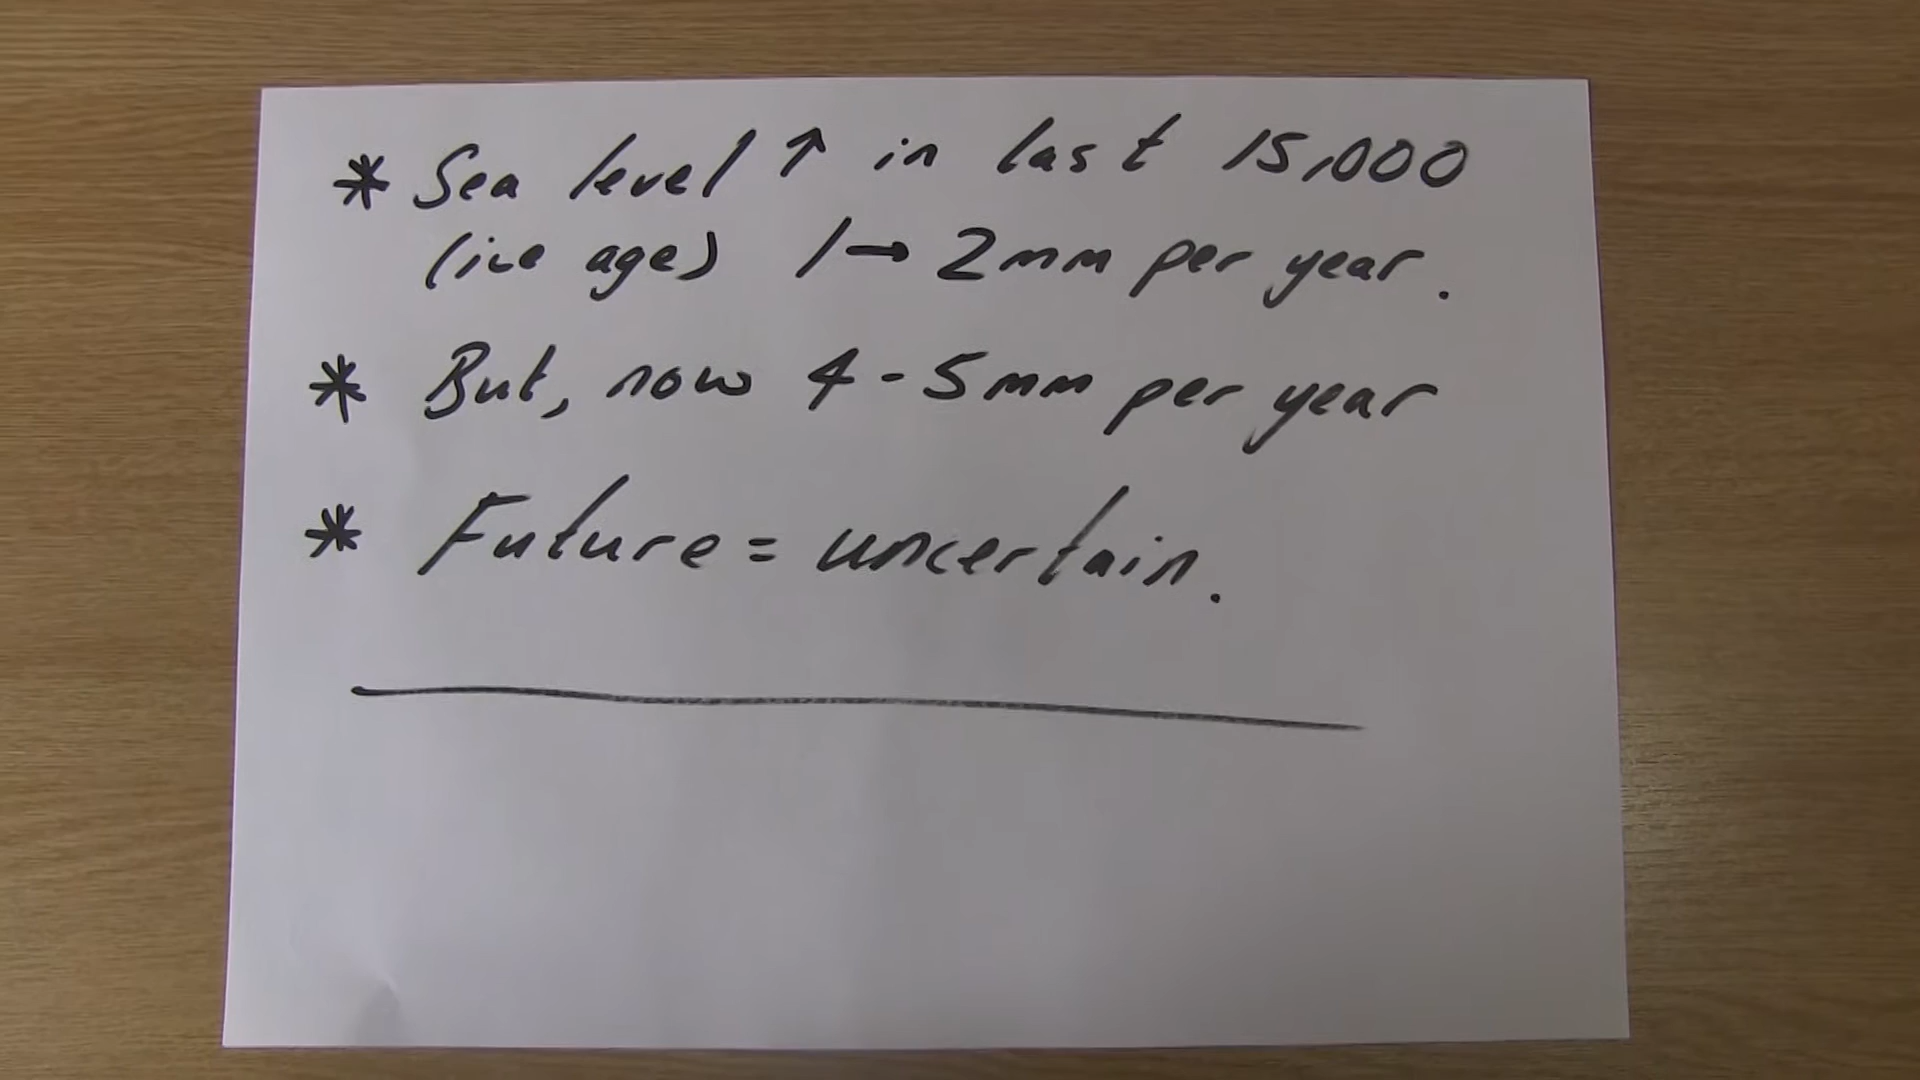 * Sea level ↑ in last 15,000
(ice age) 1→2mm per year.
* But, now 4-5mm per year
* Future = uncertain.